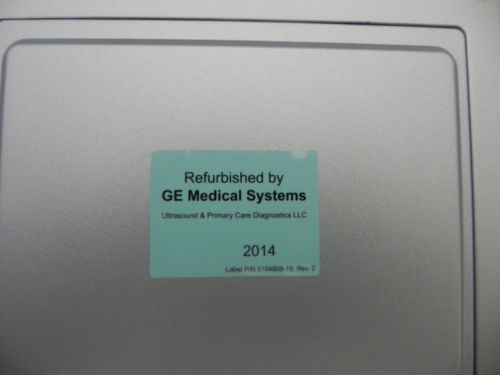 Refurbished by
GE Medical Systems
Ultrasound & Primary Care Diagnostics LLC
2014
Label P/N 5194808-19, Rev. 2